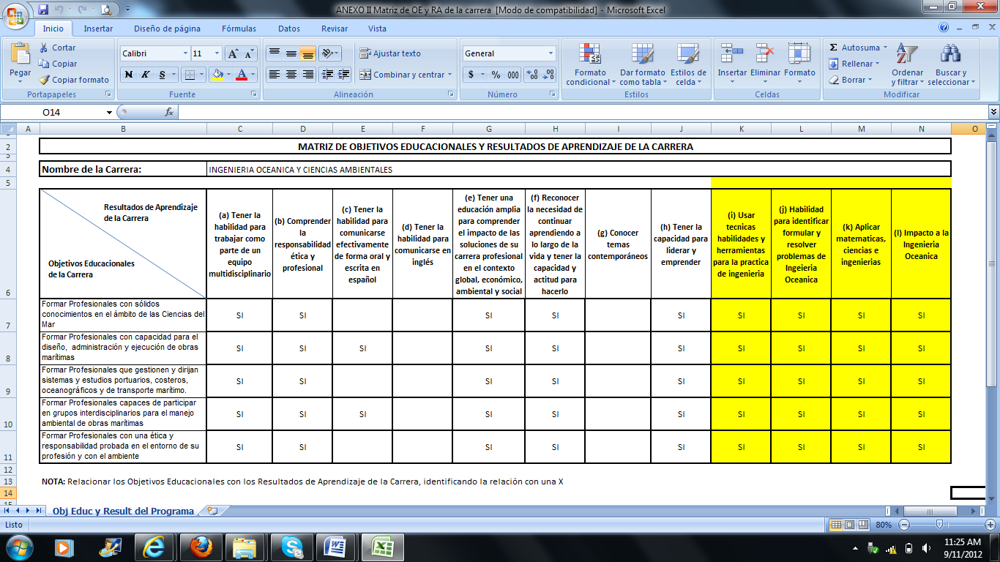 ANEXO II Matriz de OE y RA de la carrera [Modo de compatibilidad] - Microsoft Excel
Inicio Insertar Diseño de página Fórmulas Datos Revisar Vista
Pegar
Cortar
Copiar
Copiar formato
Portapapeles
Calibri 11
N K S
Fuente
Ajustar texto
Combinar y centrar
Alineación
General
$ % 000
Número
Formato
condicional
Dar formato
como tabla
Estilos de
celda
Estilos
Insertar Eliminar Formato
Celdas
Σ Autosuma
Rellenar
Borrar
Ordenar
y filtrar
Buscar y
seleccionar
Modificar
O14 fx
A B C D E F G H I J K L M N O
2 MATRIZ DE OBJETIVOS EDUCACIONALES Y RESULTADOS DE APRENDIZAJE DE LA CARRERA
3
4 Nombre de la Carrera: INGENIERIA OCEANICA Y CIENCIAS AMBIENTALES
5
6
Resultados de Aprendizaje
de la Carrera
Objetivos Educacionales
de la Carrera
(a) Tener la
habilidad para
trabajar como
parte de un
equipo
multidisciplinario
(b) Comprender
la
responsabilidad
ética y
profesional
(c) Tener la
habilidad para
comunicarse
efectivamente
de forma oral y
escrita en
español
(d) Tener la
habilidad para
comunicarse en
inglés
(e) Tener una
educación amplia
para comprender
el impacto de las
soluciones de su
carrera profesional
en el contexto
global, económico,
ambiental y social
(f) Reconocer
la necesidad de
continuar
aprendiendo a
lo largo de la
vida y tener la
capacidad y
actitud para
hacerlo
(g) Conocer
temas
contemporáneos
(h) Tener la
capacidad para
liderar y
emprender
(i) Usar
tecnicas
habilidades y
herramientas
para la practica
de ingenieria
(j) Habilidad
para identificar
formular y
resolver
problemas de
Ingeieria
Oceanica
(k) Aplicar
matematicas,
ciencias e
ingenierias
(l) Impacto a la
Ingenieria
Oceanica
7
Formar Profesionales con sólidos
conocimientos en el ámbito de las Ciencias del
Mar
SI SI SI SI SI SI SI SI SI
8
Formar Profesionales con capacidad para el
diseño, administración y ejecución de obras
marítimas
SI SI SI SI SI SI SI SI SI SI
9
Formar Profesionales que gestionen y dirijan
sistemas y estudios portuarios, costeros,
oceanográficos y de transporte marítimo.
SI SI SI SI SI SI SI SI SI
10
Formar Profesionales capaces de participar
en grupos interdisciplinarios para el manejo
ambiental de obras marítimas
SI SI SI SI SI SI SI SI SI SI
11
Formar Profesionales con una ética y
responsabilidad probada en el entorno de su
profesión y con el ambiente
SI SI SI SI SI SI SI SI SI
12
13 NOTA: Relacionar los Objetivos Educacionales con los Resultados de Aprendizaje de la Carrera, identificando la relación con una X
14
15
Obj Educ y Result del Programa
Listo 80%
11:25 AM
9/11/2012